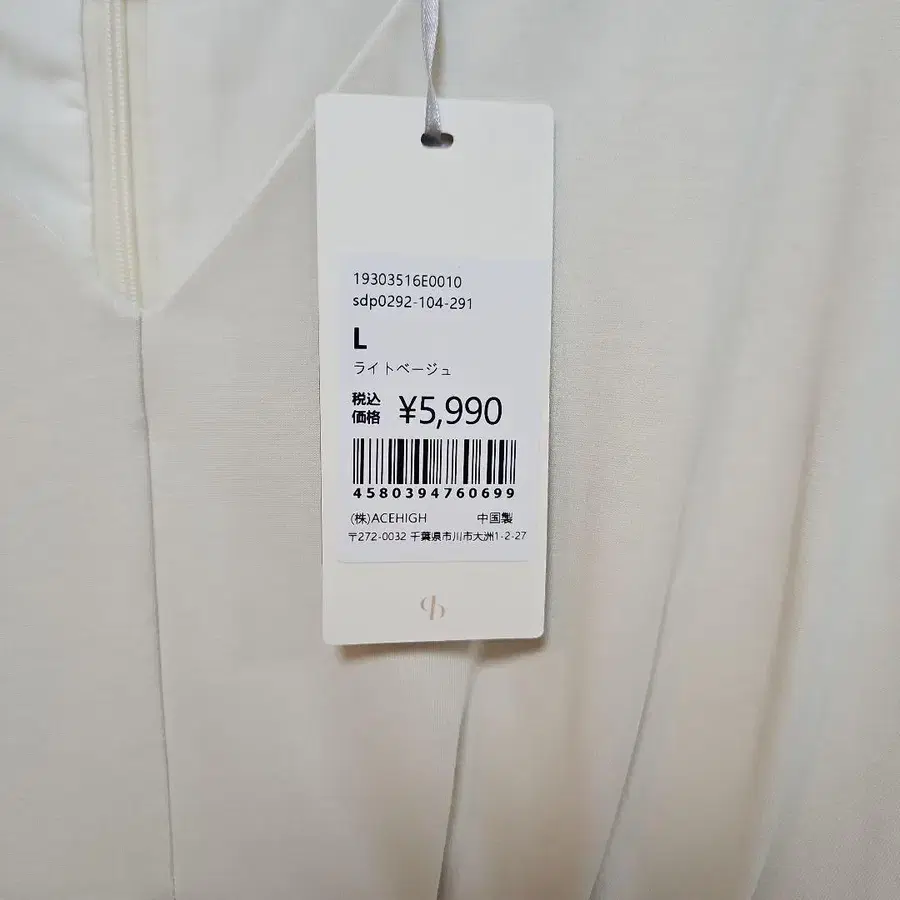 19303516E0010
sdp0292-104-291
L
ライトベージュ
税込
価格 ¥5,990
4580394760699
(株)ACEHIGH 中国製
〒272-0032 千葉県市川市大洲1-2-27